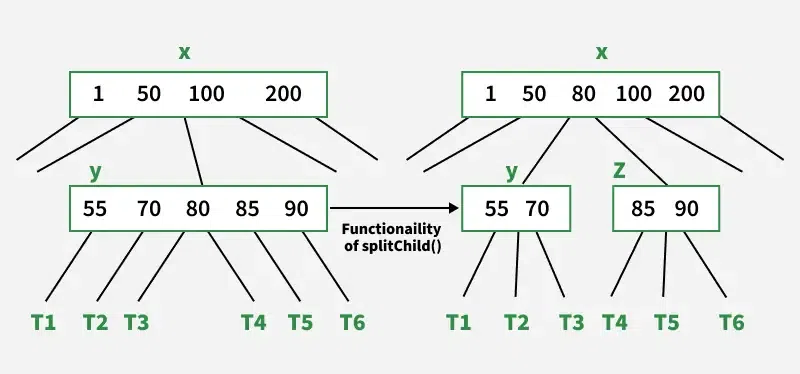 x
1 50 100 200
y
55 70 80 85 90
T1 T2 T3 T4 T5 T6
Functionaility
of splitChild()
x
1 50 80 100 200
y Z
55 70 85 90
T1 T2 T3 T4 T5 T6